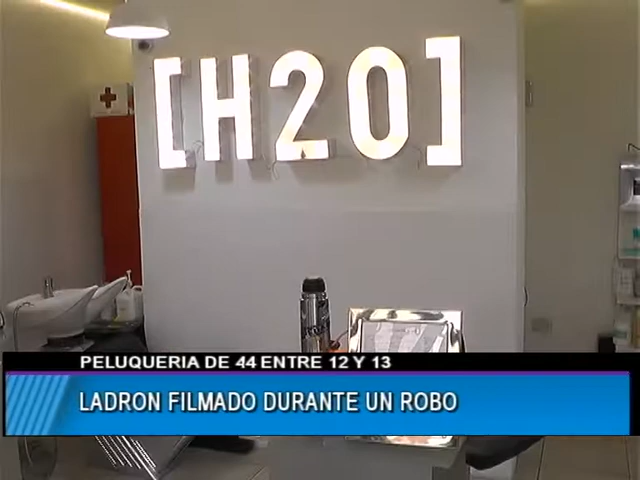 [H2O]
PELUQUERIA DE 44 ENTRE 12 Y 13
LADRON FILMADO DURANTE UN ROBO